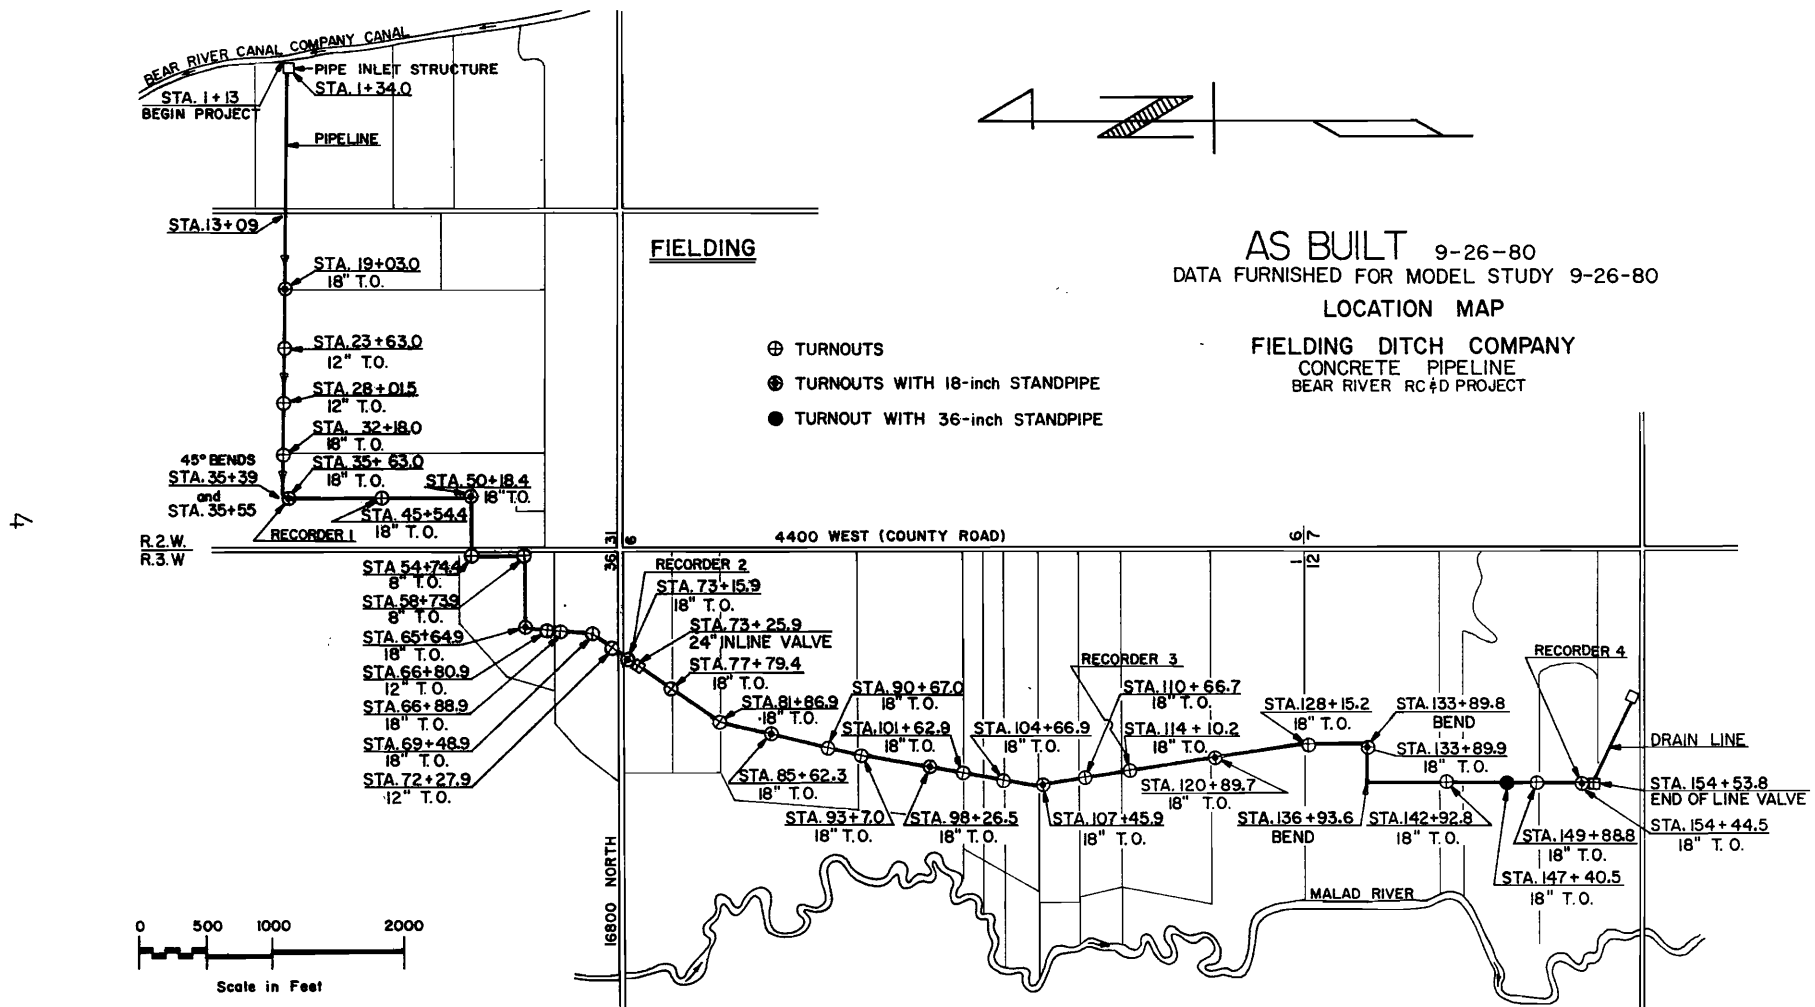 BEAR RIVER CANAL COMPANY CANAL
PIPE INLET STRUCTURE
STA. 1+34.0
STA. 1+13
BEGIN PROJECT
PIPELINE
STA. 13+09
FIELDING
STA. 19+03.0
18" T.O.
STA. 23+63.0
12" T.O.
STA. 28+01.5
12" T.O.
STA. 32+18.0
18" T.O.
45° BENDS
STA. 35+39
and
STA. 35+55
STA. 35+63.0
18" T.O.
RECORDER 1
STA. 45+54.4
18" T.O.
STA. 50+18.4
18" T.O.
N
AS BUILT 9-26-80
DATA FURNISHED FOR MODEL STUDY 9-26-80
LOCATION MAP
FIELDING DITCH COMPANY
CONCRETE PIPELINE
BEAR RIVER RC&D PROJECT
TURNOUTS
TURNOUTS WITH 18-inch STANDPIPE
TURNOUT WITH 36-inch STANDPIPE
4
R.2.W.
R.3.W
36 31
6
4400 WEST (COUNTY ROAD)
6 7
1 12
STA. 54+74.4
8" T.O.
STA. 58+73.9
8" T.O.
STA. 65+64.9
18" T.O.
STA. 66+80.9
12" T.O.
STA. 66+88.9
18" T.O.
STA. 69+48.9
18" T.O.
STA. 72+27.9
12" T.O.
RECORDER 2
STA. 73+15.9
18" T.O.
STA. 73+25.9
24" INLINE VALVE
STA. 77+79.4
18" T.O.
STA. 81+86.9
18" T.O.
STA. 85+62.3
18" T.O.
STA. 90+67.0
18" T.O.
STA. 93+7.0
18" T.O.
STA. 101+62.8
18" T.O.
STA. 98+26.5
18" T.O.
STA. 104+66.9
18" T.O.
STA. 107+45.9
18" T.O.
RECORDER 3
STA. 110+66.7
18" T.O.
STA. 114+10.2
18" T.O.
STA. 120+89.7
18" T.O.
STA. 128+15.2
18" T.O.
STA. 133+89.8
BEND
STA. 133+89.9
18" T.O.
STA. 136+93.6
BEND
STA. 142+92.8
18" T.O.
RECORDER 4
STA. 149+88.8
18" T.O.
STA. 147+40.5
18" T.O.
DRAIN LINE
STA. 154+53.8
END OF LINE VALVE
STA. 154+44.5
18" T.O.
16800 NORTH
MALAD RIVER
0 500 1000 2000
Scale in Feet